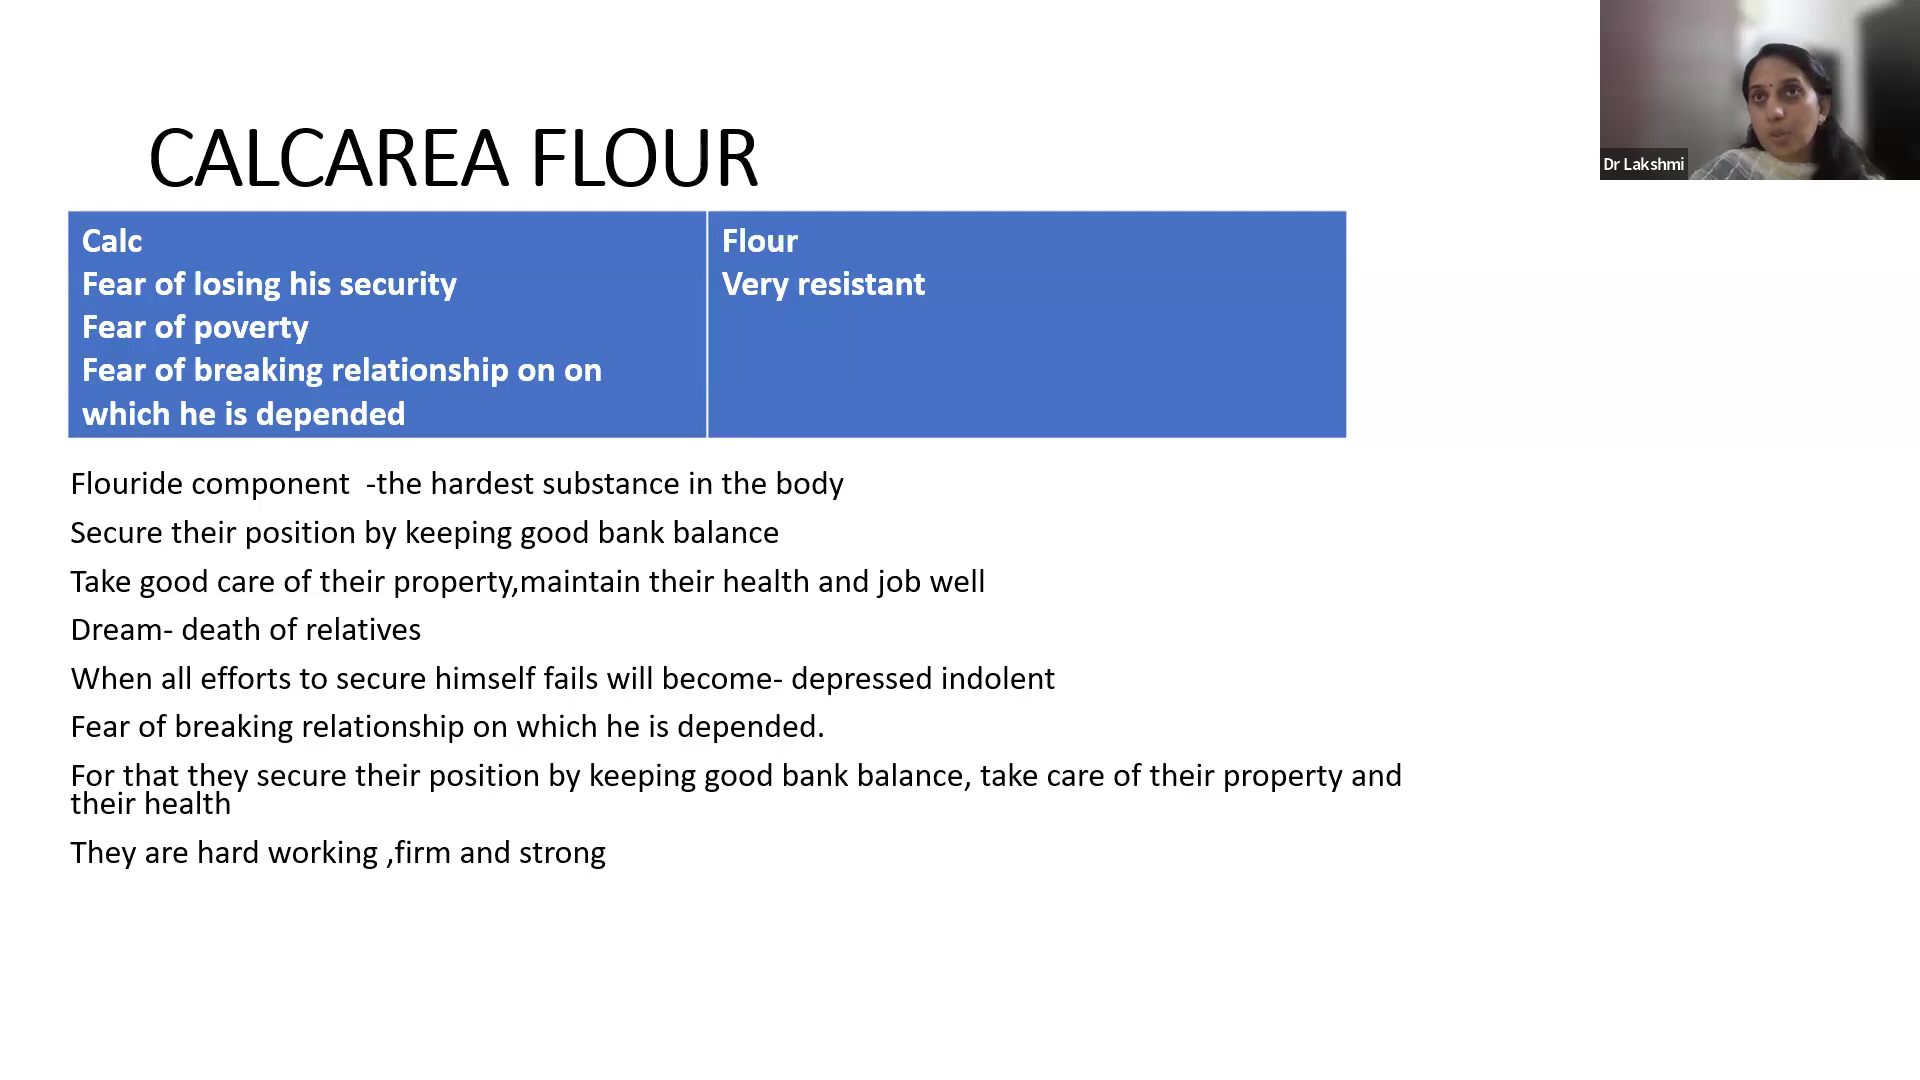 CALCAREA FLOUR
Dr Lakshmi
Calc
Fear of losing his security
Fear of poverty
Fear of breaking relationship on on
which he is depended
Flour
Very resistant
Flouride component  -the hardest substance in the body
Secure their position by keeping good bank balance
Take good care of their property,maintain their health and job well
Dream- death of relatives
When all efforts to secure himself fails will become- depressed indolent
Fear of breaking relationship on which he is depended.
For that they secure their position by keeping good bank balance, take care of their property and
their health
They are hard working ,firm and strong